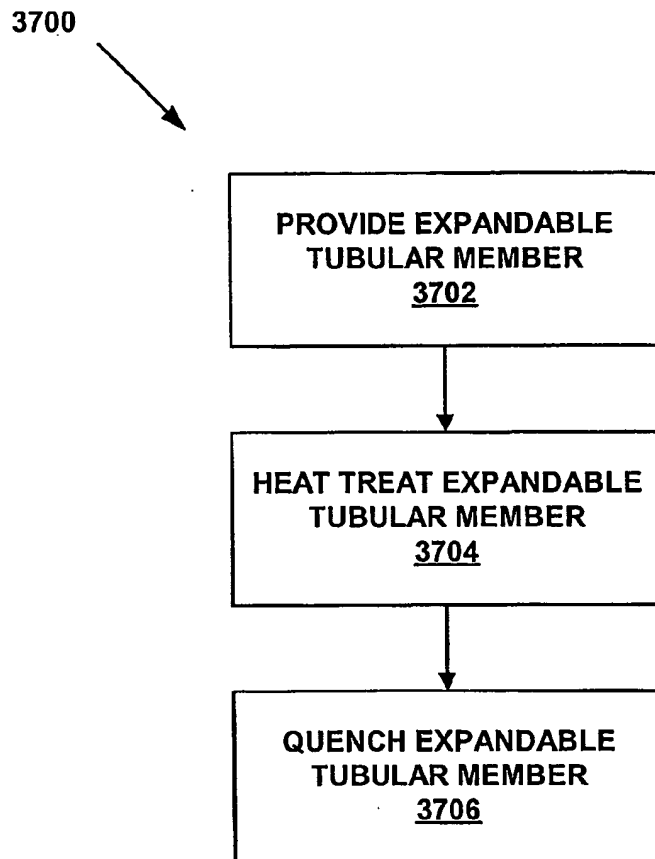 3700
PROVIDE EXPANDABLE
TUBULAR MEMBER
3702
HEAT TREAT EXPANDABLE
TUBULAR MEMBER
3704
QUENCH EXPANDABLE
TUBULAR MEMBER
3706